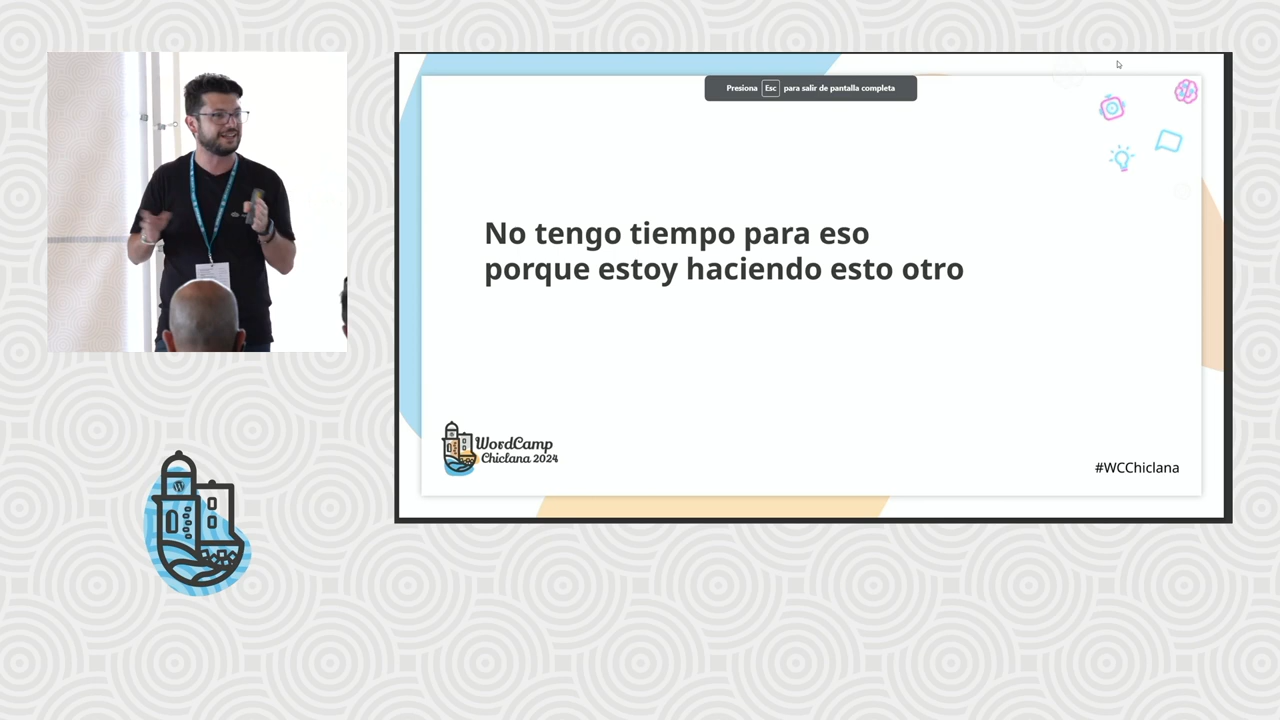 Presiona Esc para salir de pantalla completa
No tengo tiempo para eso
porque estoy haciendo esto otro
WordCamp
Chiclana 2024
#WCChiclana